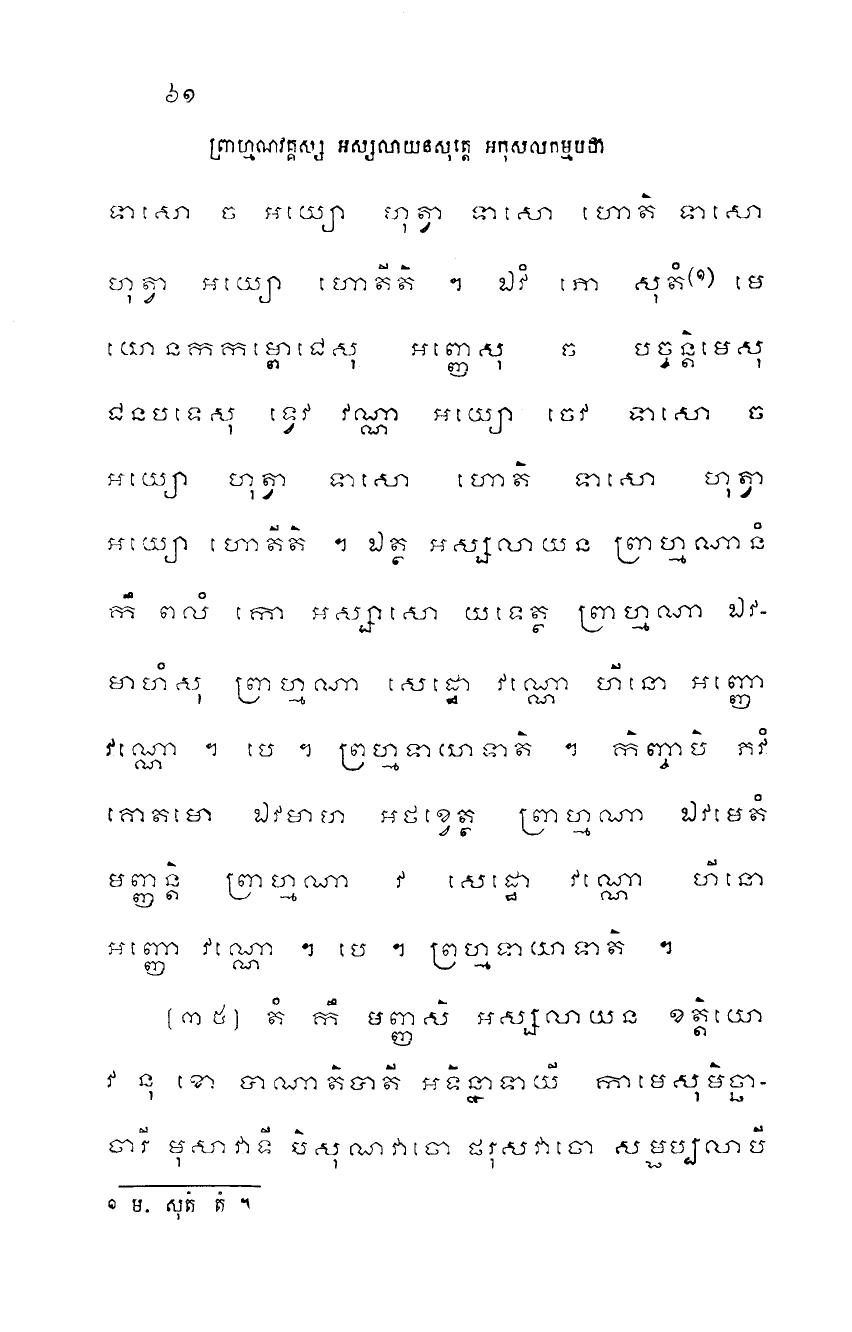 ៦១
ព្រាហ្មណវគ្គស្ស អស្សលាយនសុត្តេ អកុសលកម្មបដា
ទាសោ ច អយ្យោ ហុត្វា ទាសោ ហោតិ ទាសោ
ហុត្វា អយ្យោ ហោតីតិ ។ ឯវំ ភោ សុតំ(១) មេ
យោនកកម្ពោជេសុ អញ្ញេសុ ច បច្ចន្តិមេសុ
ជនបទេសុ ទ្វេវ វណ្ណា អយ្យោ ចេវ ទាសោ ច
អយ្យោ ហុត្វា ទាសោ ហោតិ ទាសោ ហុត្វា
អយ្យោ ហោតីតិ ។ ឯត្ថ អស្សលាយន ព្រាហ្មណានំ
កឹ ពលំ កោ អស្សាសោ យទេត្ថ ព្រាហ្មណា ឯវ-
មាហំសុ ព្រាហ្មណា សេដ្ឋោ វណ្ណោ ហីនោ អញ្ញោ
វណ្ណោ ។ បេ ។ ព្រហ្មទាយាទាតិ ។ កិញ្ចាបិ ភវំ
គោតមោ ឯវមាហ អថខ្វេត្ថ ព្រាហ្មណា ឯវមេតំ
មញ្ញន្តិ ព្រាហ្មណា វ សេដ្ឋោ វណ្ណោ ហីនោ
អញ្ញោ វណ្ណោ ។ បេ ។ ព្រហ្មទាយាទាតិ ។
[៣៥] តំ កឹ មញ្ញសិ អស្សលាយន ខត្តិយោ
វ នុ ខោ បាណាតិបាតី អទិន្នាទាយី កាមេសុមិច្ឆា-
ចារី មុសាវាទី បិសុណវាចោ ផរុសវាចោ សម្ផប្បលាបី
១ ម. សុតំ តំ ។